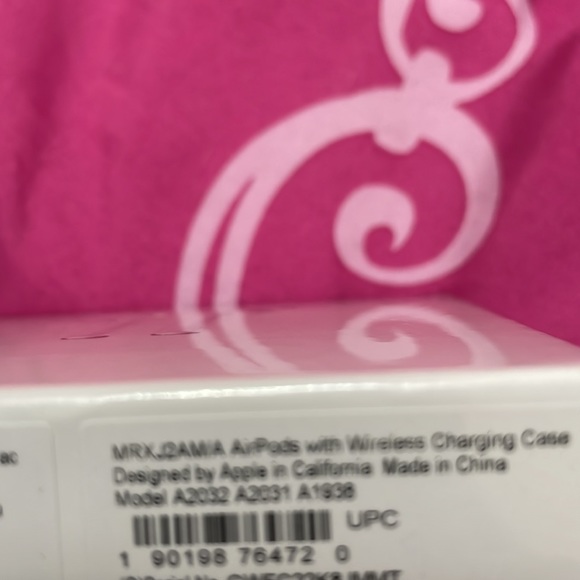 MRXJ2AM/A AirPods with Wireless Charging Case
Designed by Apple in California Made in China
Model A2032 A2031 A1938
UPC
1 90198 76472 0
ac